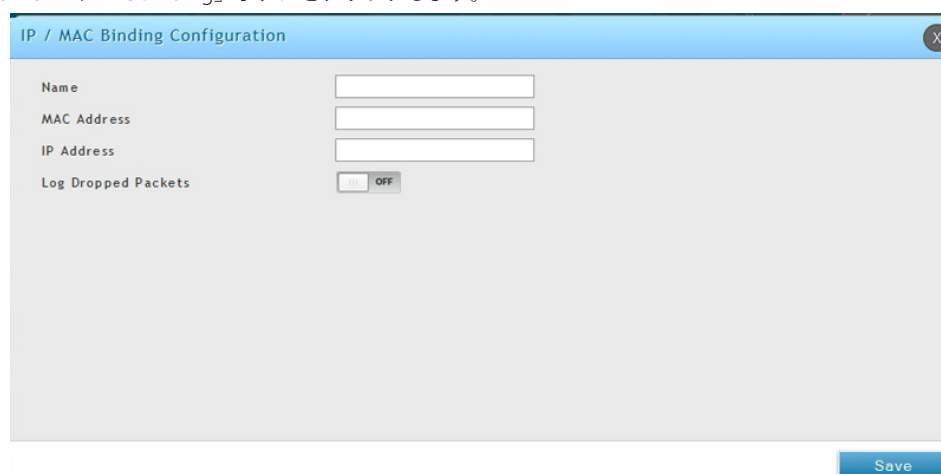 IP / MAC Binding Configuration
X
Name
MAC Address
IP Address
Log Dropped Packets
OFF
Save